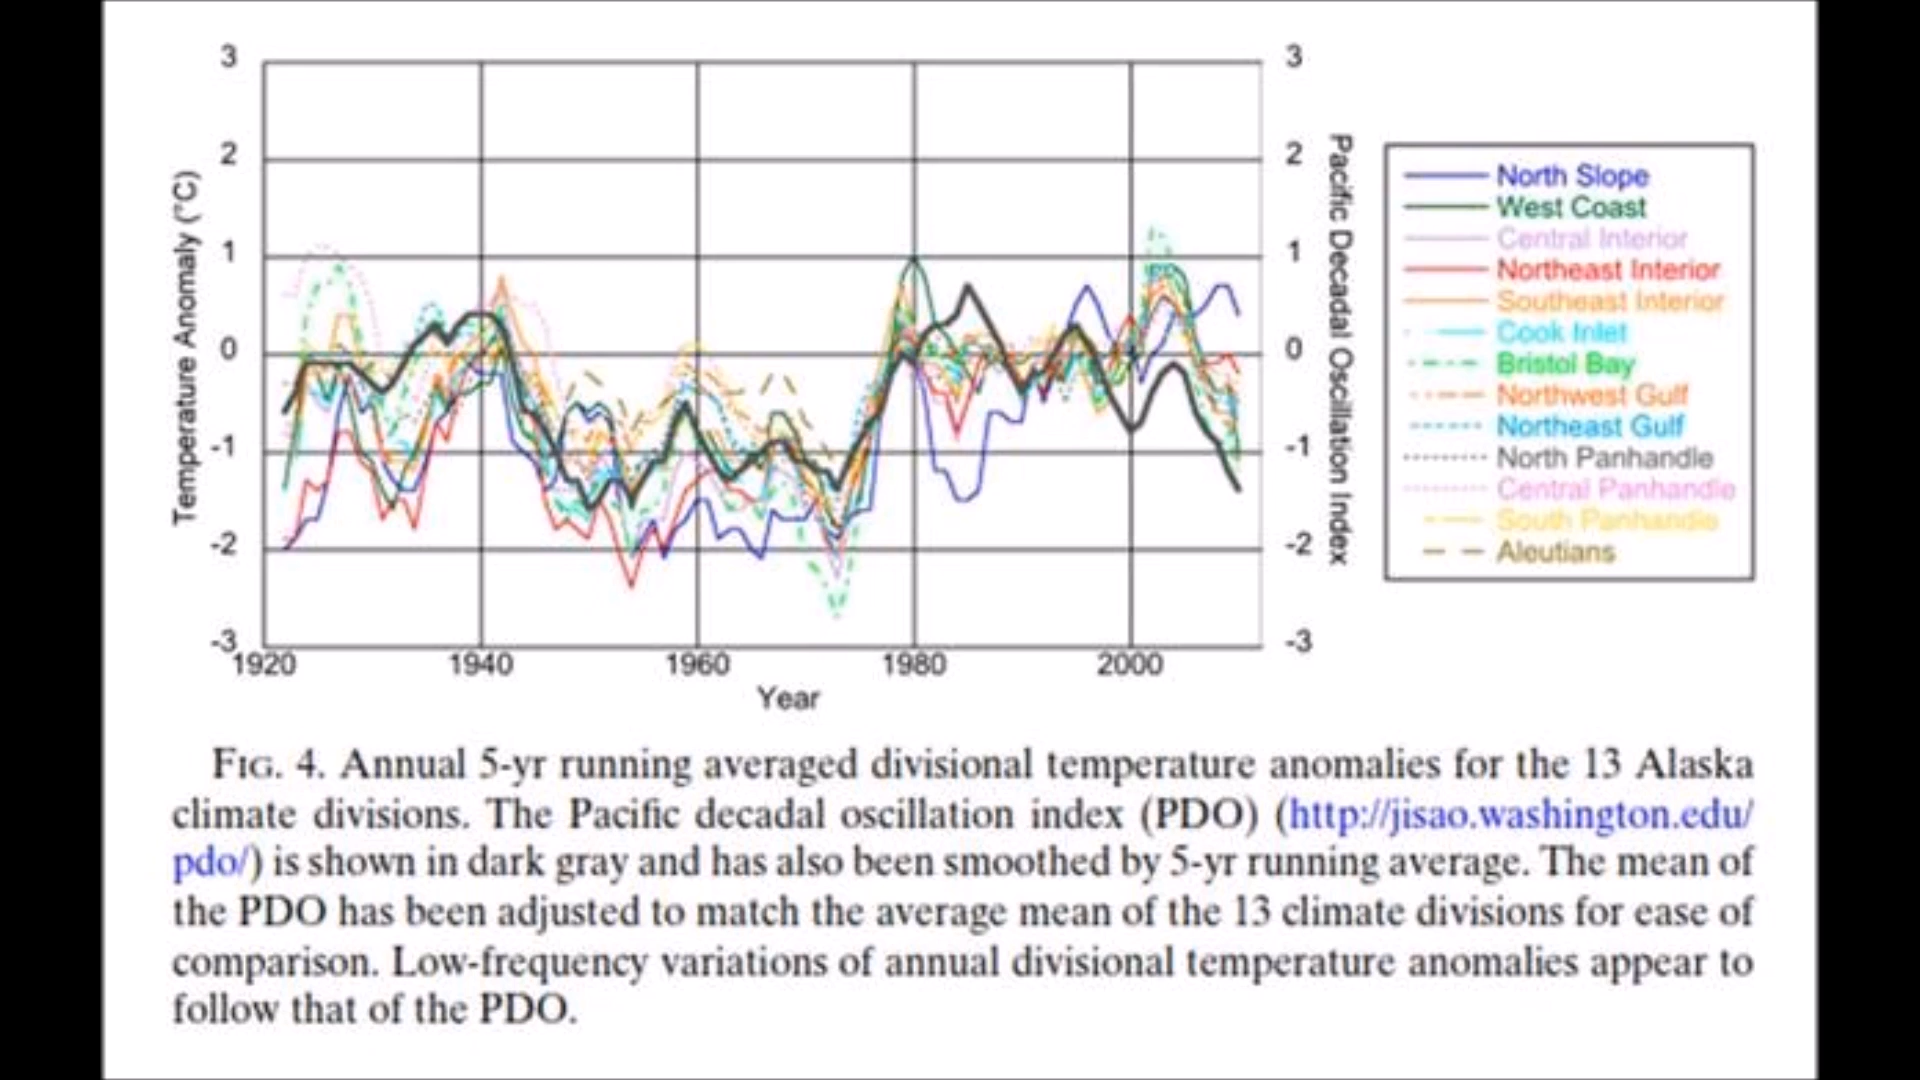 3
2
1
0
-1
-2
-3
Temperature Anomaly (°C)
3
2
1
0
-1
-2
-3
Pacific Decadal Oscillation Index
1920
1940
1960
1980
2000
Year
North Slope
West Coast
Central Interior
Northeast Interior
Southeast Interior
Cook Inlet
Bristol Bay
Northwest Gulf
Northeast Gulf
North Panhandle
Central Panhandle
South Panhandle
Aleutians
FIG. 4. Annual 5-yr running averaged divisional temperature anomalies for the 13 Alaska
climate divisions. The Pacific decadal oscillation index (PDO) (http://jisao.washington.edu/
pdo/) is shown in dark gray and has also been smoothed by 5-yr running average. The mean of
the PDO has been adjusted to match the average mean of the 13 climate divisions for ease of
comparison. Low-frequency variations of annual divisional temperature anomalies appear to
follow that of the PDO.